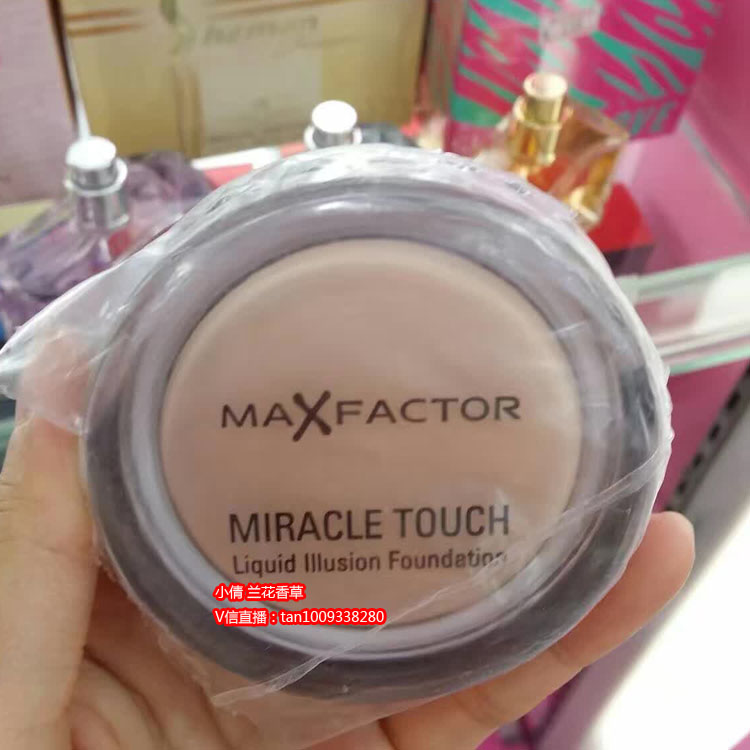 MAXFACTOR
MIRACLE TOUCH
Liquid Illusion Foundation
小倩 兰花香草
V信直播：tan1009338280